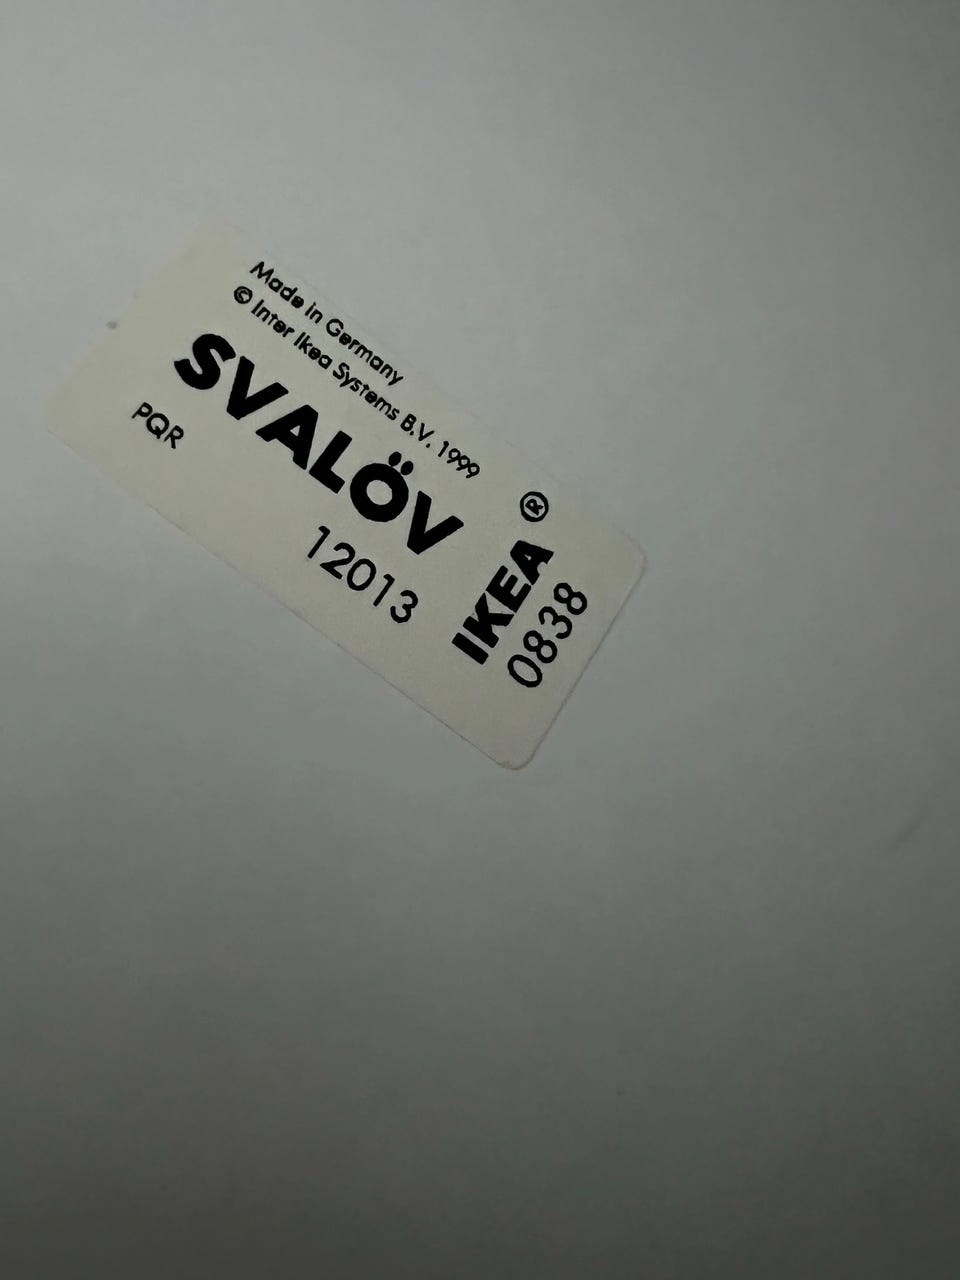 Made in Germany
© Inter Ikea Systems B.V. 1999
SVALÖV
PQR
12013
IKEA®
0838